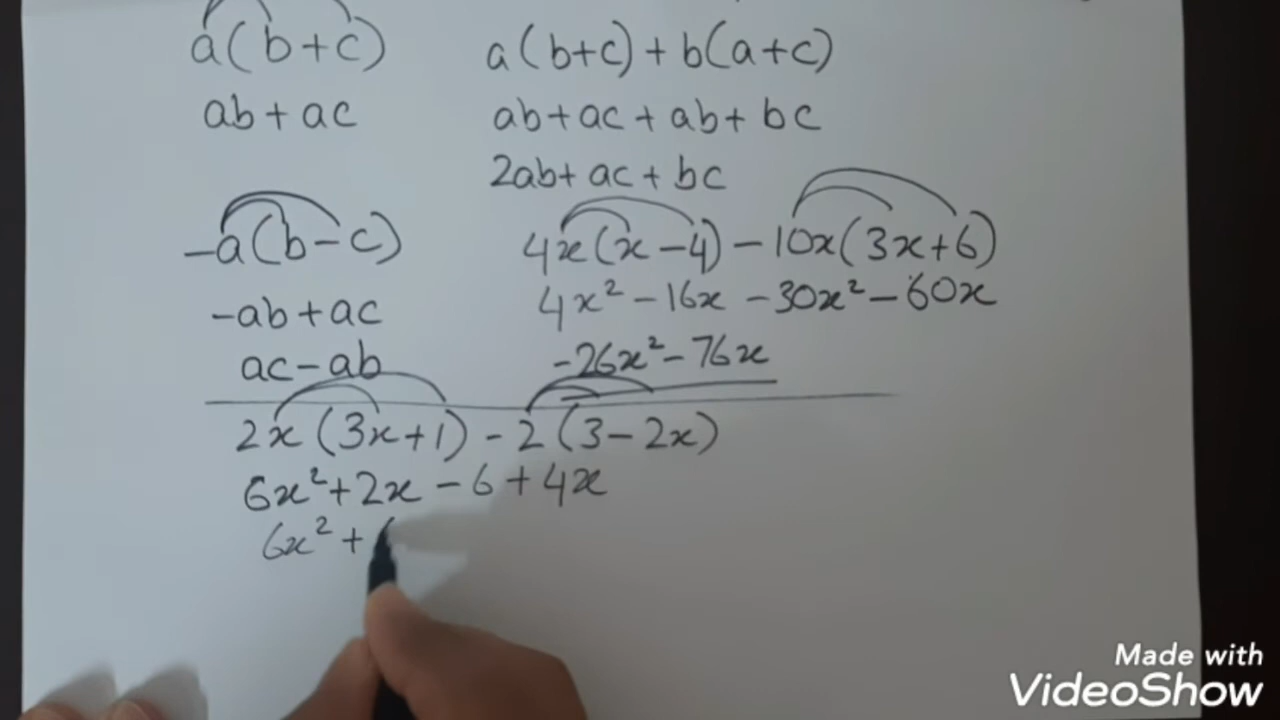 a(b+c)
ab+ac
a(b+c)+b(a+c)
ab+ac+ab+bc
2ab+ac+bc
-a(b-c)
-ab+ac
ac-ab
4x(x-4)-10x(3x+6)
4x²-16x-30x²-60x
-26x²-76x
2x(3x+1)-2(3-2x)
6x²+2x-6+4x
6x²+
Made with
VideoShow